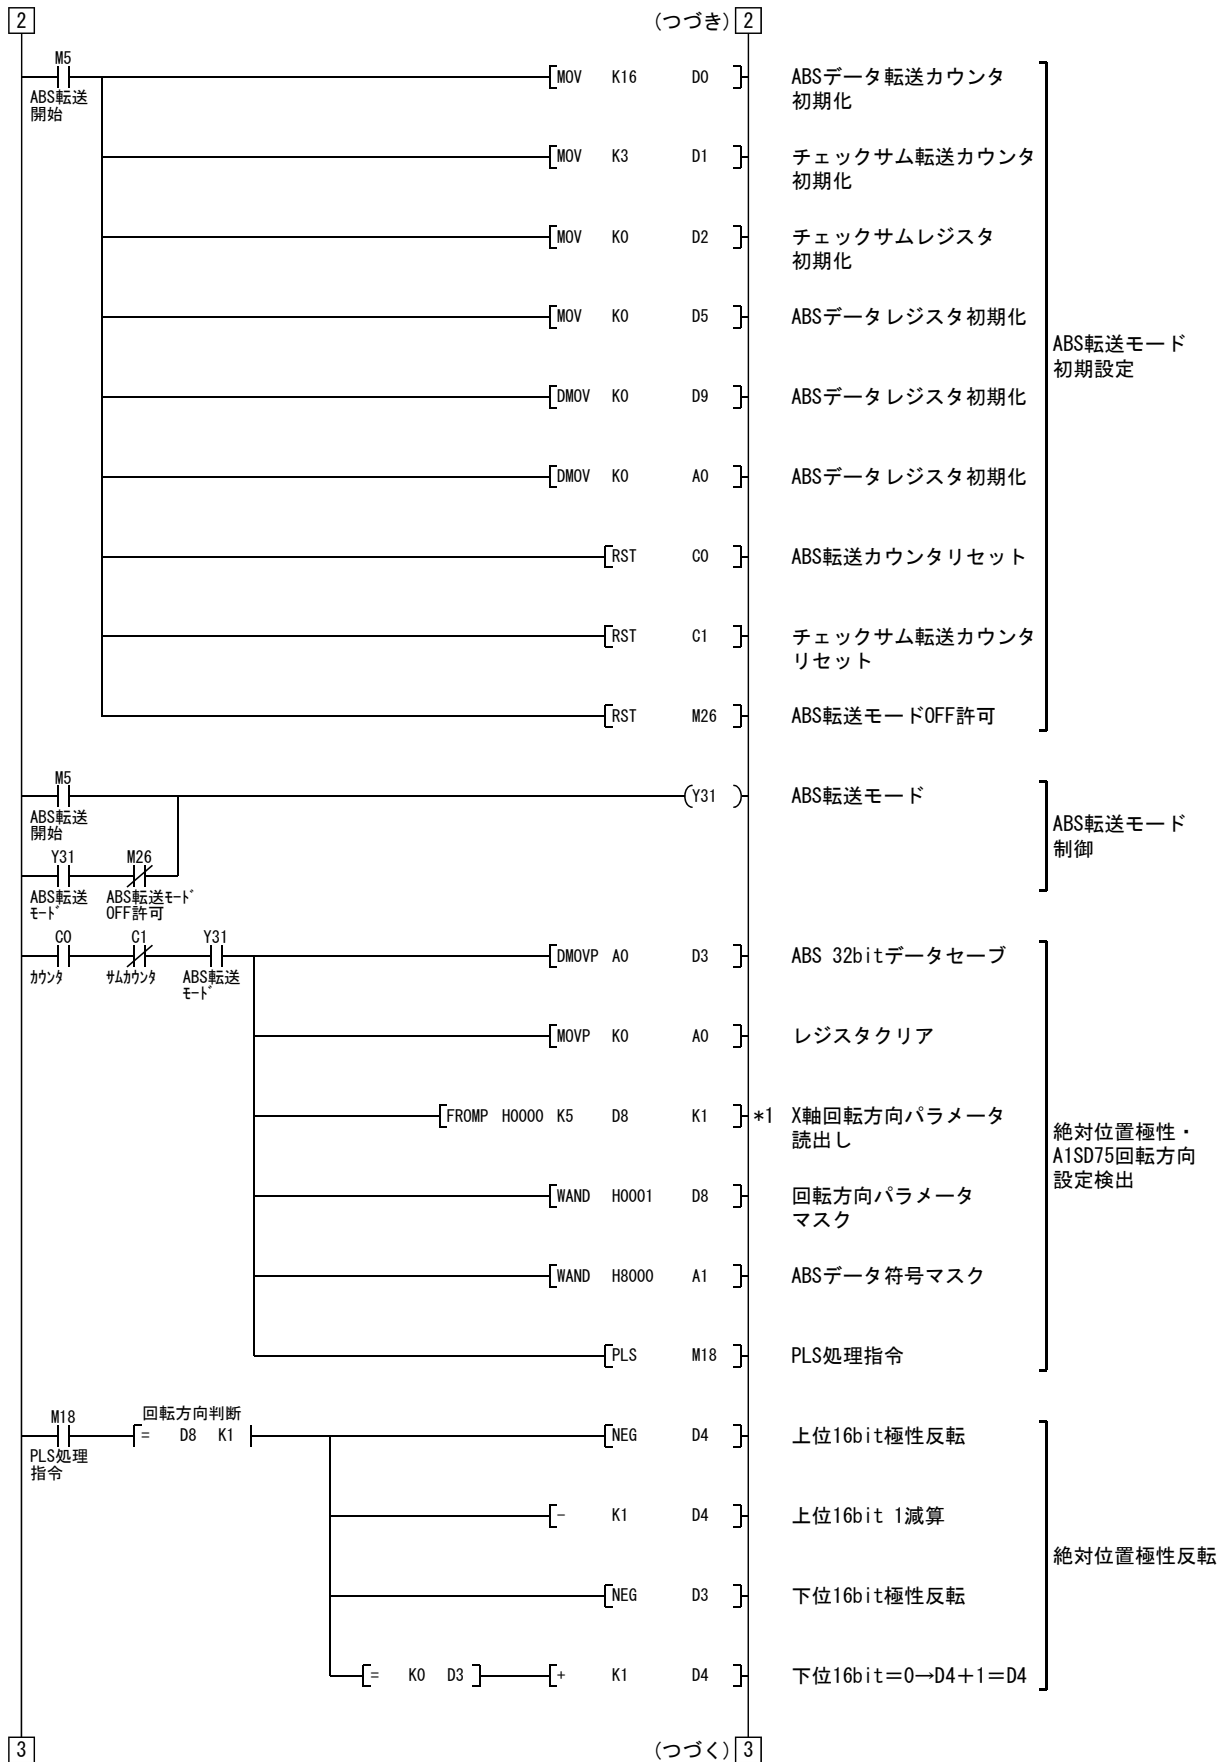 2
(つづき) 2
M5
ABS転送
開始
MOV K16 D0
ABSデータ転送カウンタ
初期化
MOV K3 D1
チェックサム転送カウンタ
初期化
MOV K0 D2
チェックサムレジスタ
初期化
MOV K0 D5
ABSデータレジスタ初期化
DMOV K0 D9
ABSデータレジスタ初期化
DMOV K0 A0
ABSデータレジスタ初期化
RST C0
ABS転送カウンタリセット
RST C1
チェックサム転送カウンタ
リセット
RST M26
ABS転送モードOFF許可
ABS転送モード
初期設定
M5
ABS転送
開始
Y31
ABS転送モード
Y31
ABS転送
モード
M26
ABS転送モード
OFF許可
ABS転送モード
制御
C0
カウンタ
C1
サムカウンタ
Y31
ABS転送
モード
DMOVP A0 D3
ABS 32bitデータセーブ
MOVP K0 A0
レジスタクリア
FROMP H0000 K5 D8 K1
*1 X軸回転方向パラメータ
読出し
WAND H0001 D8
回転方向パラメータ
マスク
WAND H8000 A1
ABSデータ符号マスク
PLS M18
PLS処理指令
絶対位置極性・
A1SD75回転方向
設定検出
M18
PLS処理
指令
回転方向判断
= D8 K1
NEG D4
上位16bit極性反転
- K1 D4
上位16bit 1減算
NEG D3
下位16bit極性反転
= K0 D3
+ K1 D4
下位16bit=0→D4+1=D4
絶対位置極性反転
3
(つづく) 3